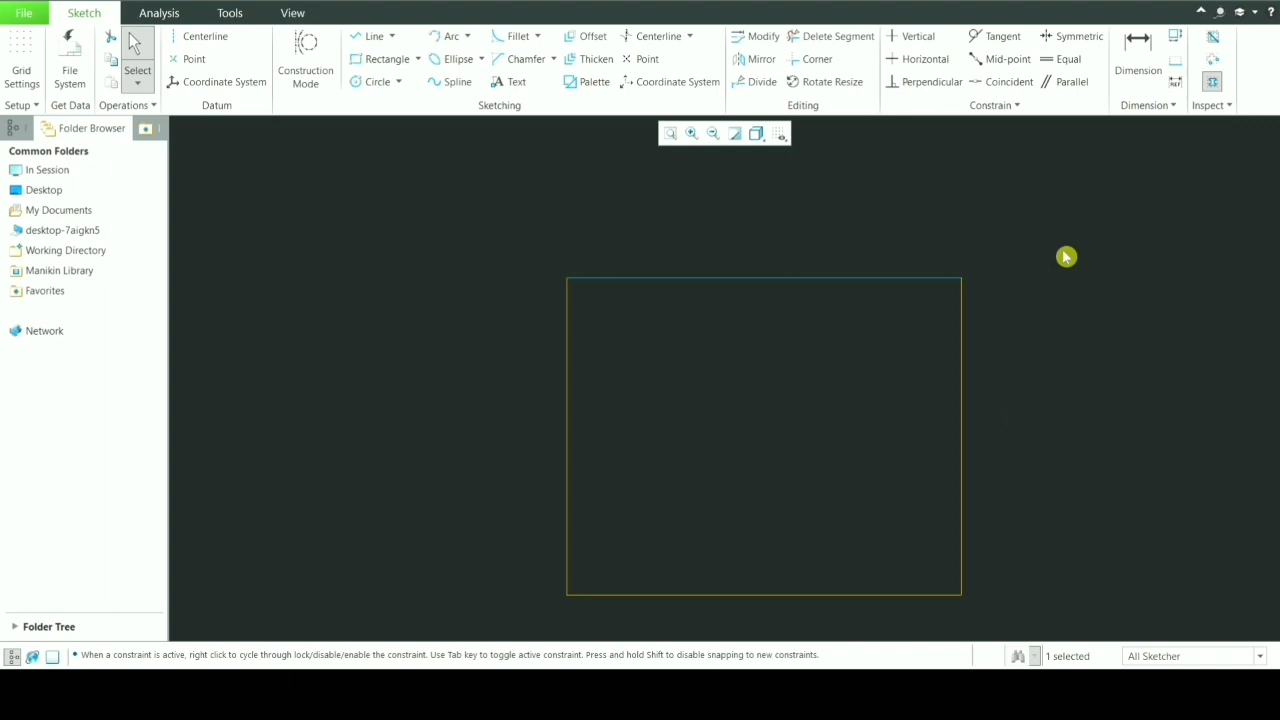 File Sketch Analysis Tools View
Grid Settings
File System
Select
Centerline
Point
Coordinate System
Construction Mode
Line Arc Fillet Offset Centerline
Rectangle Ellipse Chamfer Thicken Point
Circle Spline Text Palette Coordinate System
Modify Delete Segment
Mirror Corner
Divide Rotate Resize
Vertical Tangent Symmetric
Horizontal Mid-point Equal
Perpendicular Coincident Parallel
Dimension
REF
Setup Get Data Operations Datum Sketching Editing Constrain Dimension Inspect
Folder Browser
Common Folders
In Session
Desktop
My Documents
desktop-7aigkn5
Working Directory
Manikin Library
Favorites
Network
Folder Tree
• When a constraint is active, right click to cycle through lock/disable/enable the constraint. Use Tab key to toggle active constraint. Press and hold Shift to disable snapping to new constraints.
1 selected
All Sketcher